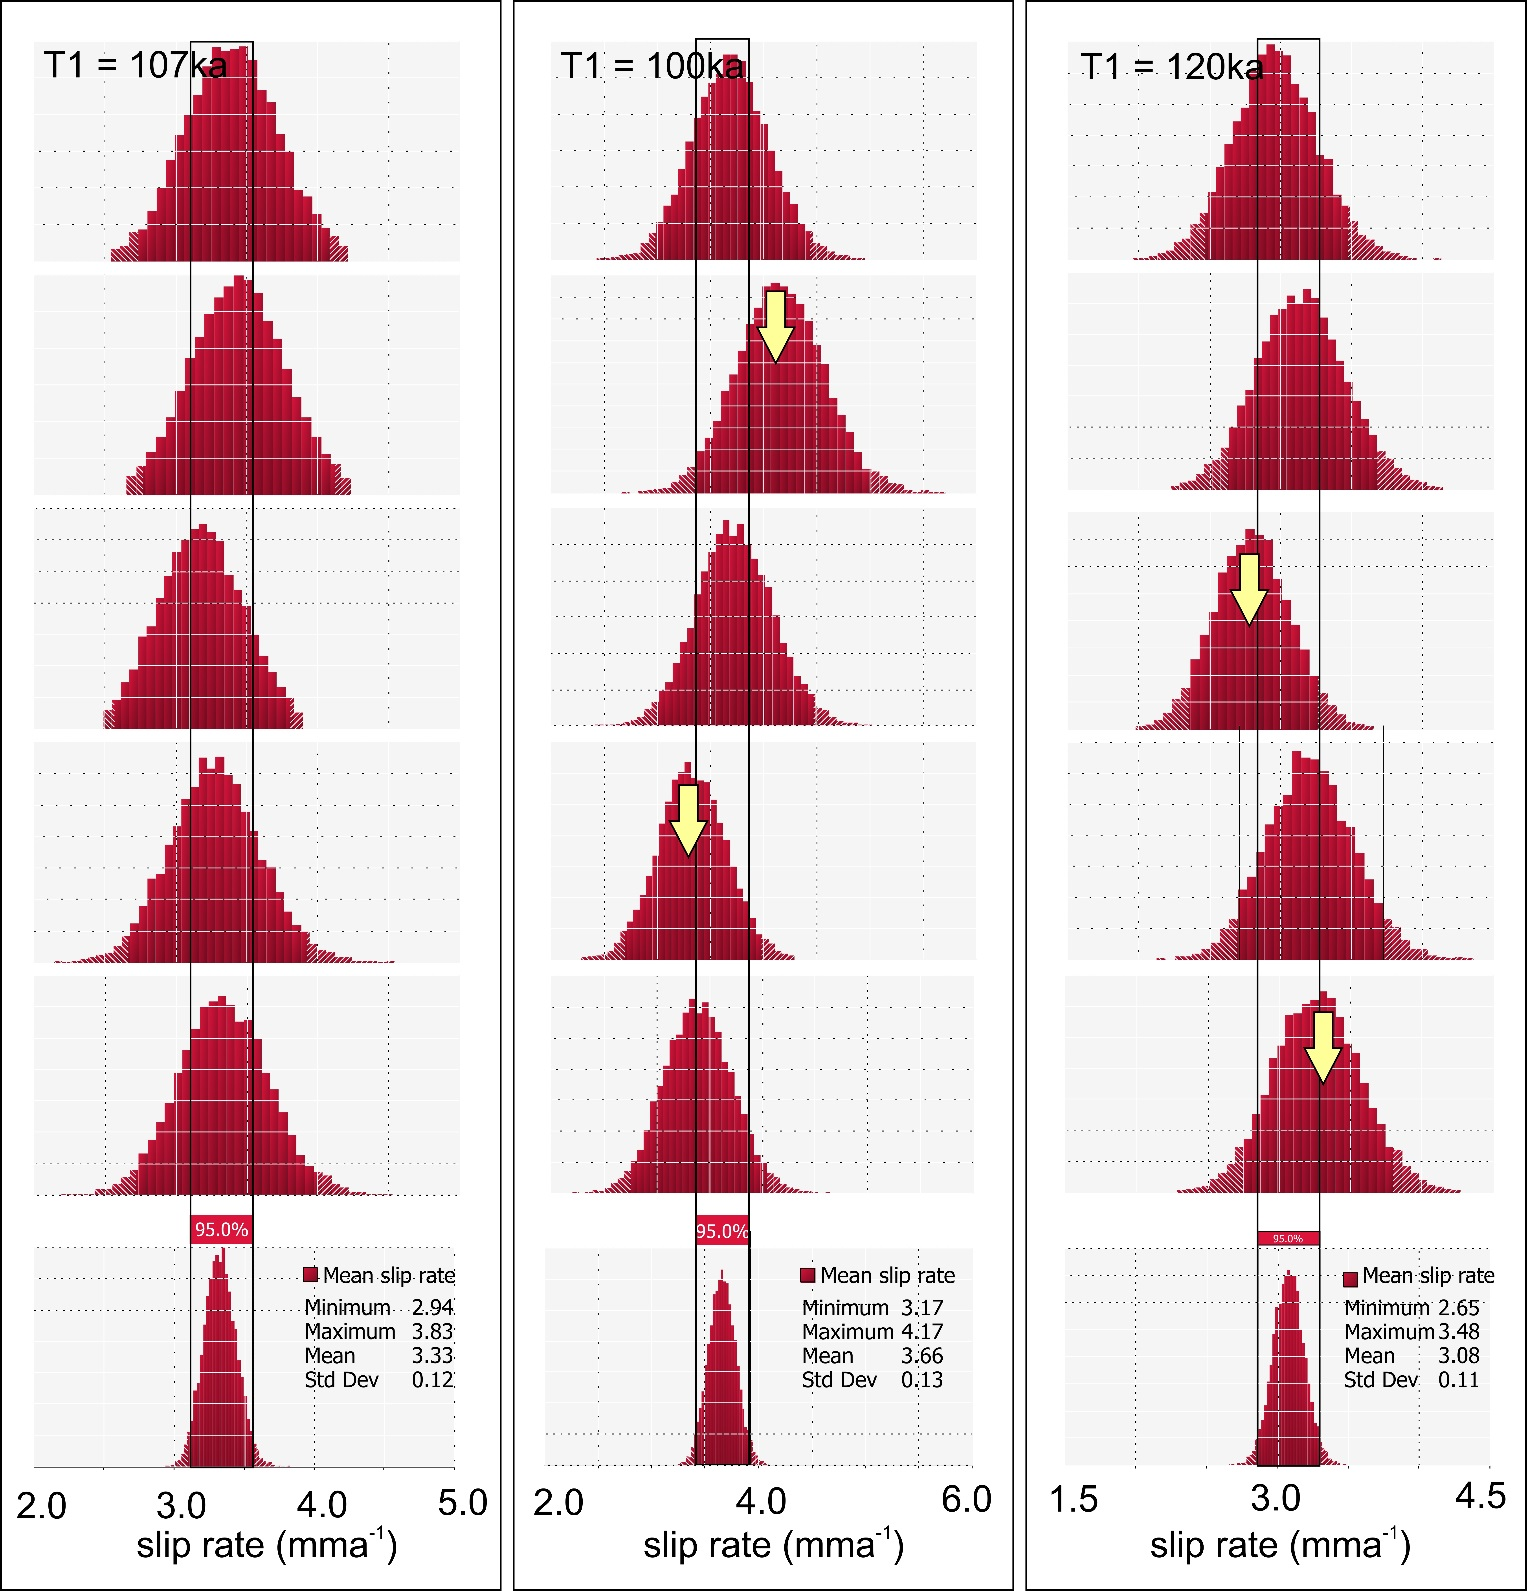 T1 = 107ka
95.0%
Mean slip rate
Minimum 2.94
Maximum 3.83
Mean 3.33
Std Dev 0.12
2.0 3.0 4.0 5.0
slip rate (mma⁻¹)
T1 = 100ka
95.0%
Mean slip rate
Minimum 3.17
Maximum 4.17
Mean 3.66
Std Dev 0.13
2.0 4.0 6.0
slip rate (mma⁻¹)
T1 = 120ka
95.0%
Mean slip rate
Minimum 2.65
Maximum 3.48
Mean 3.08
Std Dev 0.11
1.5 3.0 4.5
slip rate (mma⁻¹)